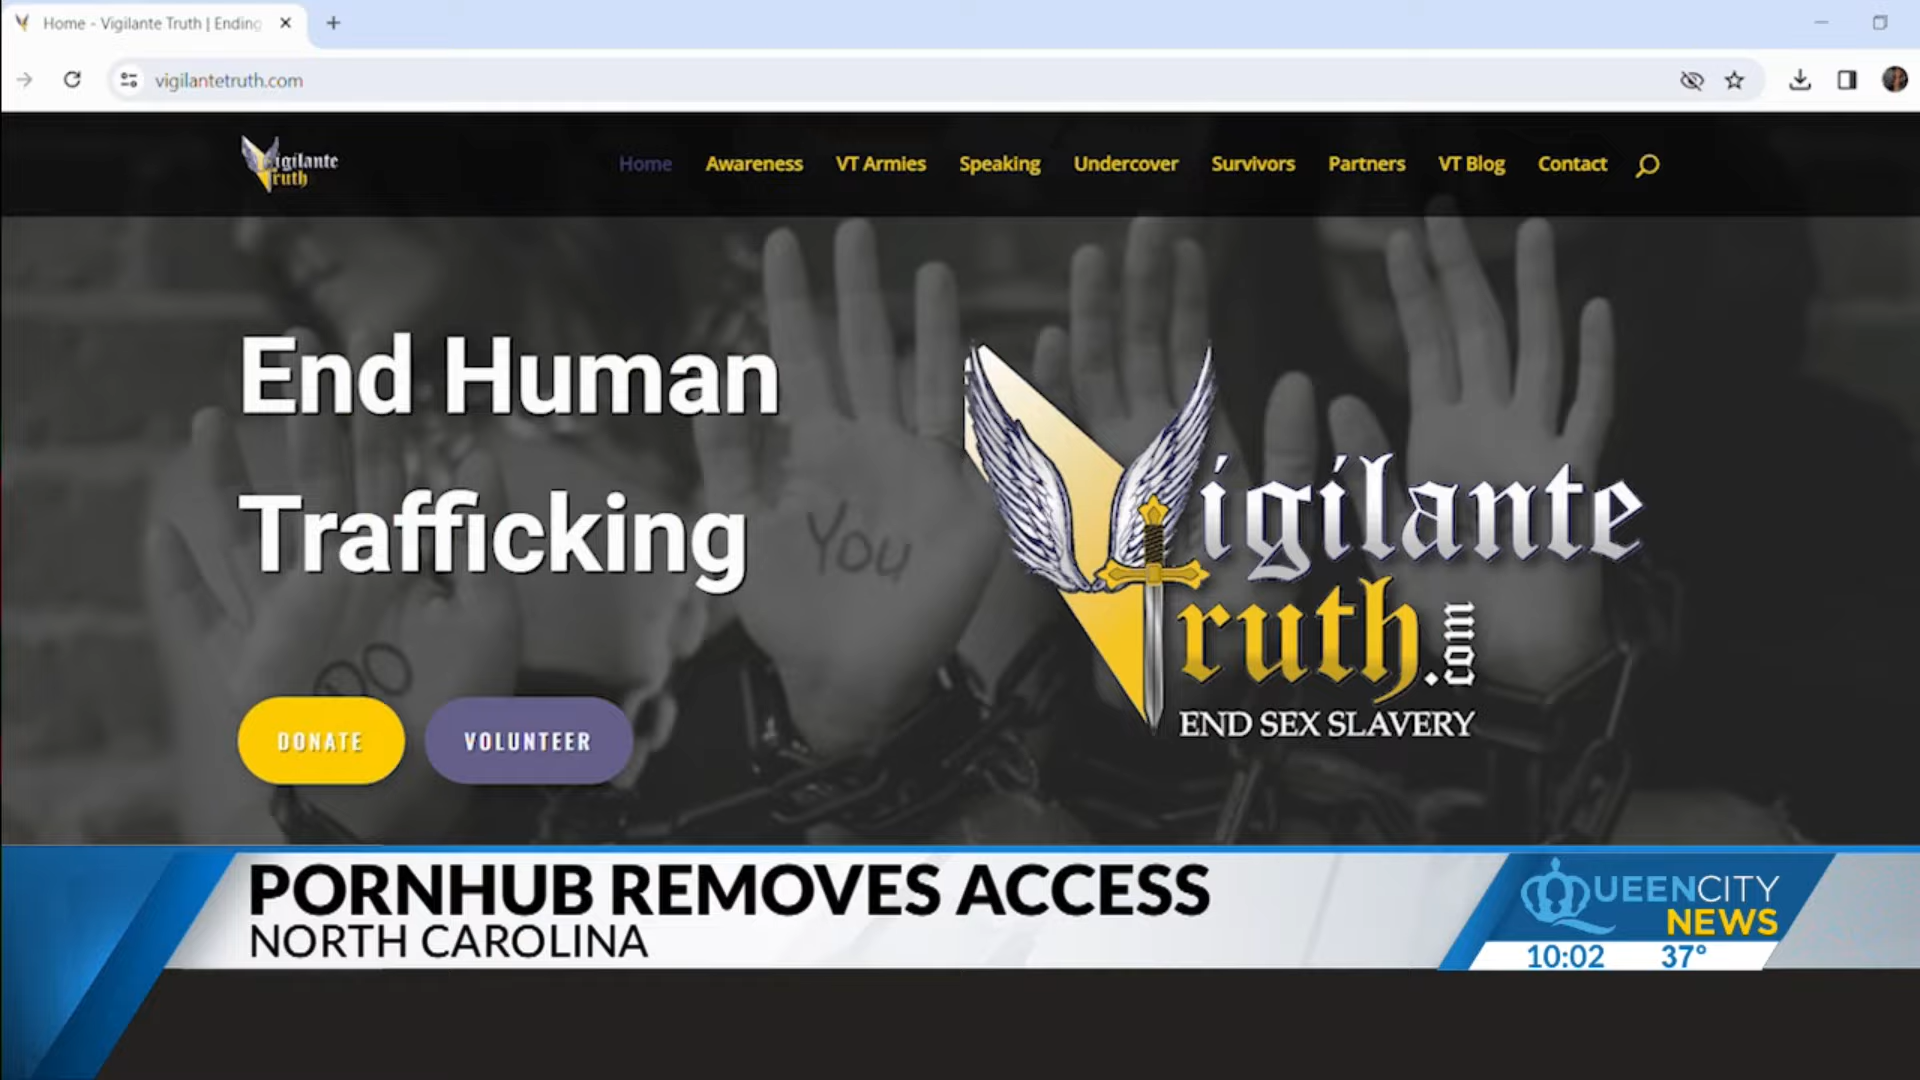 Home - Vigilante Truth | Ending
vigilantetruth.com
Vigilante
Truth
Home Awareness VT Armies Speaking Undercover Survivors Partners VT Blog Contact
End Human
Trafficking
You
DO
DONATE VOLUNTEER
Vigilante
Truth.com
END SEX SLAVERY
PORNHUB REMOVES ACCESS
NORTH CAROLINA
QUEENCITY
NEWS
10:02 37°